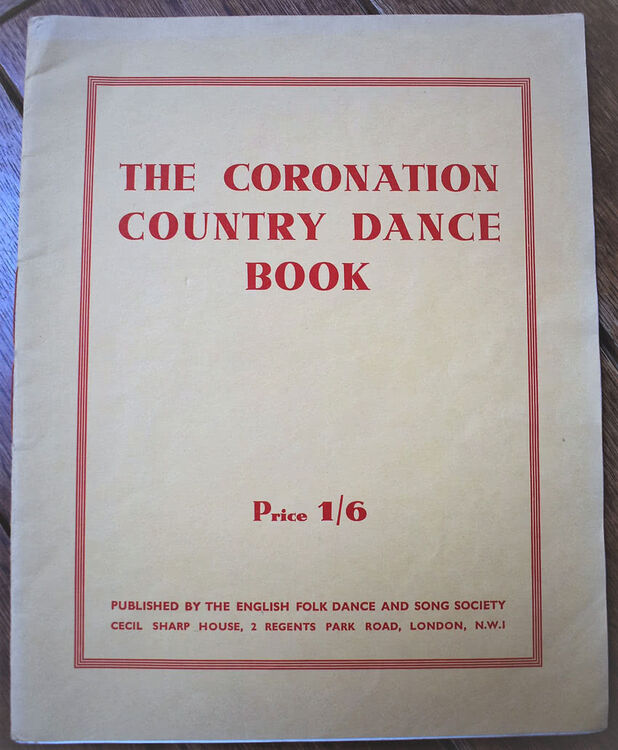 THE CORONATION
COUNTRY DANCE
BOOK
Price 1/6
PUBLISHED BY THE ENGLISH FOLK DANCE AND SONG SOCIETY
CECIL SHARP HOUSE, 2 REGENTS PARK ROAD, LONDON, N.W.1